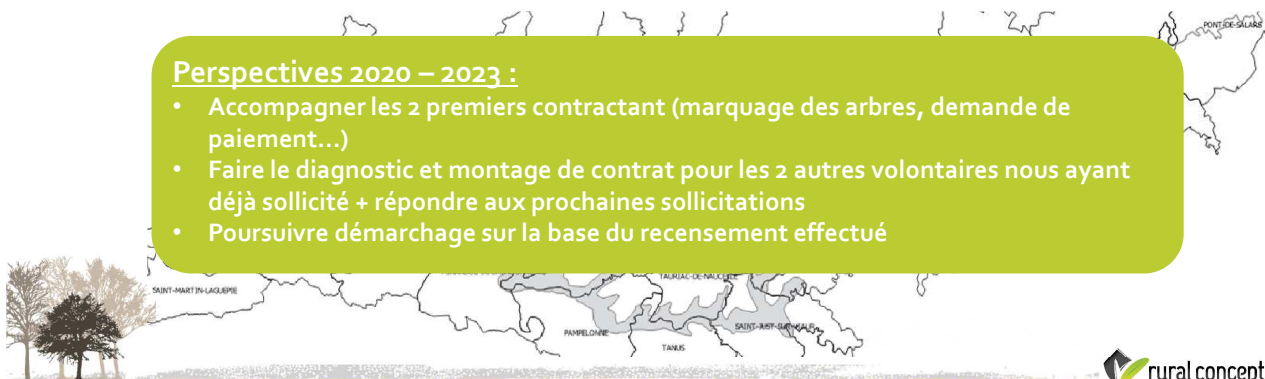 PONT-DE-SALARS
Perspectives 2020 – 2023 :
• Accompagner les 2 premiers contractant (marquage des arbres, demande de
paiement...)
• Faire le diagnostic et montage de contrat pour les 2 autres volontaires nous ayant
déjà sollicité + répondre aux prochaines sollicitations
• Poursuivre démarchage sur la base du recensement effectué
TAURIAC-DE-NAUCELLE
SAINT-MARTIN-LAGUEPIE
SAINT-JUST-SUR-VIAUR
PAMPELONNE
TANUS
rural concept